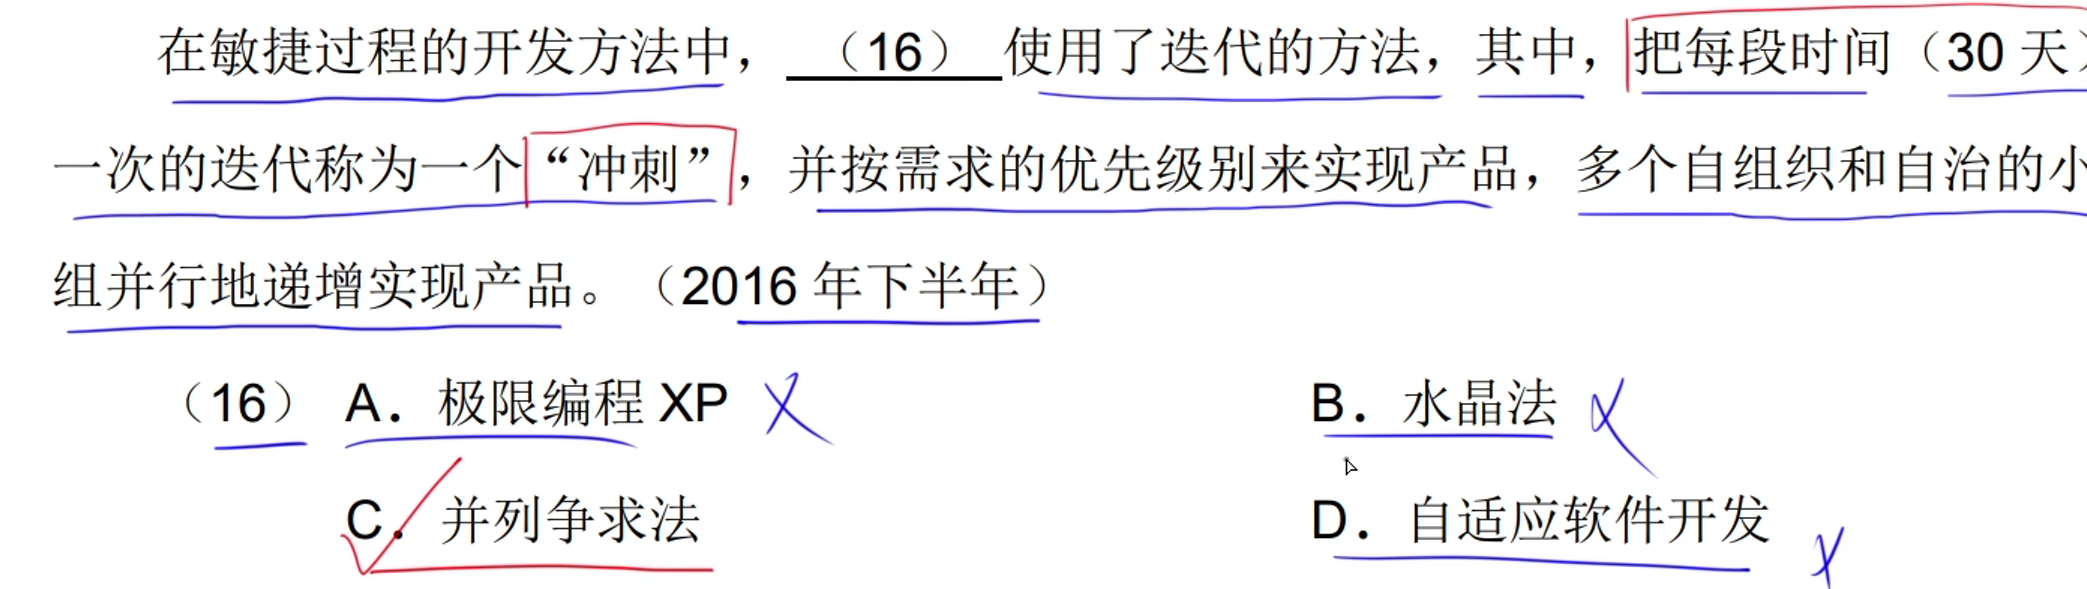 在敏捷过程的开发方法中，（16）使用了迭代的方法，其中，把每段时间（30 天）
一次的迭代称为一个“冲刺”，并按需求的优先级别来实现产品，多个自组织和自治的小
组并行地递增实现产品。（2016 年下半年）
（16） A．极限编程 XP B．水晶法
C．并列争求法 D．自适应软件开发